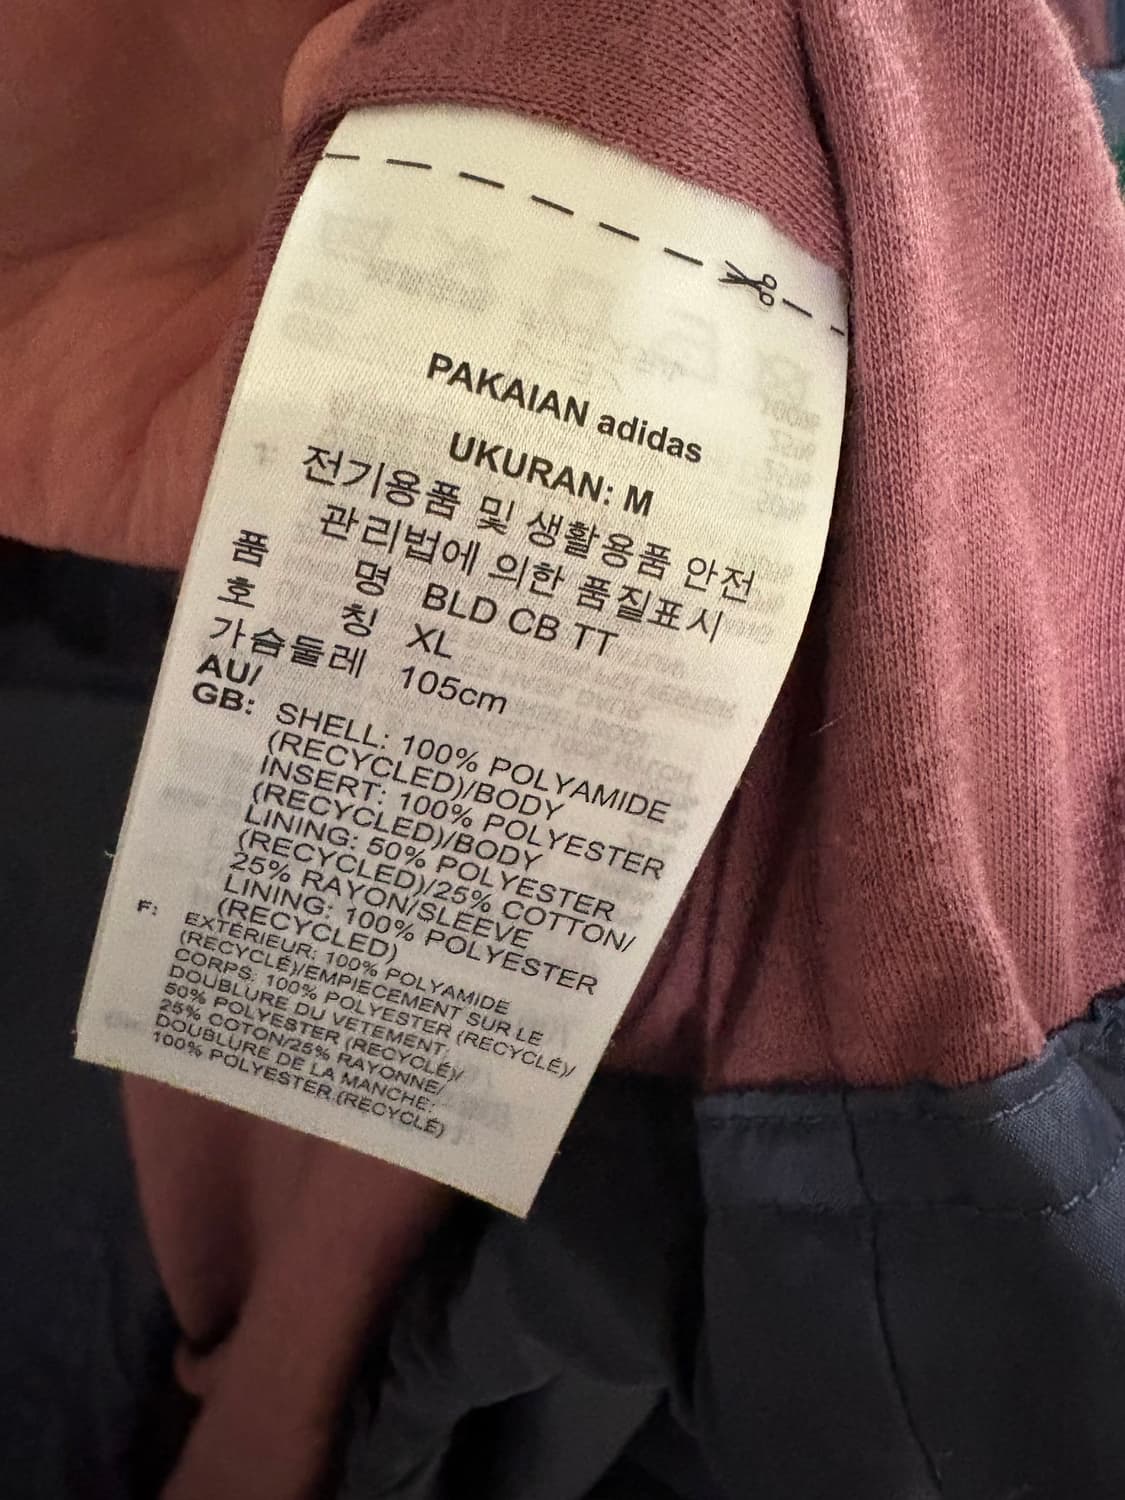 PAKAIAN adidas
UKURAN: M
전기용품 및 생활용품 안전
관리법에 의한 품질표시
품 명 BLD CB TT
호 칭 XL
가슴둘레 105cm
AU/
GB: SHELL: 100% POLYAMIDE
(RECYCLED)/BODY
INSERT: 100% POLYESTER
(RECYCLED)/BODY
LINING: 50% POLYESTER
(RECYCLED)/25% COTTON/
25% RAYON/SLEEVE
LINING: 100% POLYESTER
(RECYCLED)
F: EXTÉRIEUR: 100% POLYAMIDE
(RECYCLÉ)/EMPIECEMENT SUR LE
CORPS: 100% POLYESTER (RECYCLÉ)/
DOUBLURE DU VETEMENT:
50% POLYESTER (RECYCLÉ)/
25% COTON/25% RAYONNE/
DOUBLURE DE LA MANCHE:
100% POLYESTER (RECYCLÉ)